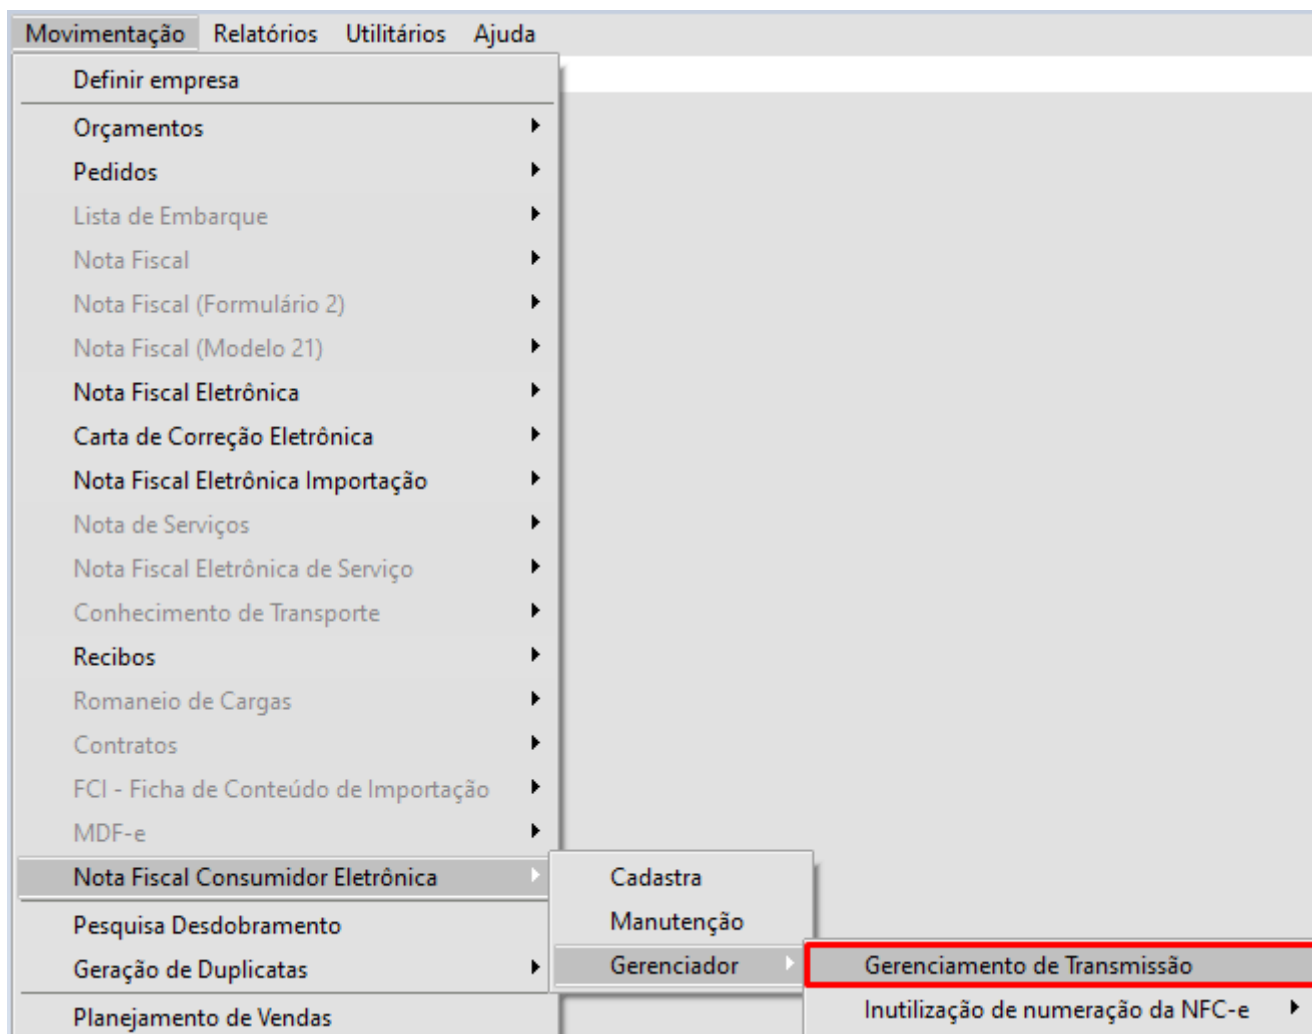 Movimentação Relatórios Utilitários Ajuda
Definir empresa
Orçamentos
Pedidos
Lista de Embarque
Nota Fiscal
Nota Fiscal (Formulário 2)
Nota Fiscal (Modelo 21)
Nota Fiscal Eletrônica
Carta de Correção Eletrônica
Nota Fiscal Eletrônica Importação
Nota de Serviços
Nota Fiscal Eletrônica de Serviço
Conhecimento de Transporte
Recibos
Romaneio de Cargas
Contratos
FCI - Ficha de Conteúdo de Importação
MDF-e
Nota Fiscal Consumidor Eletrônica
Pesquisa Desdobramento
Geração de Duplicatas
Planejamento de Vendas
Cadastra
Manutenção
Gerenciador
Gerenciamento de Transmissão
Inutilização de numeração da NFC-e